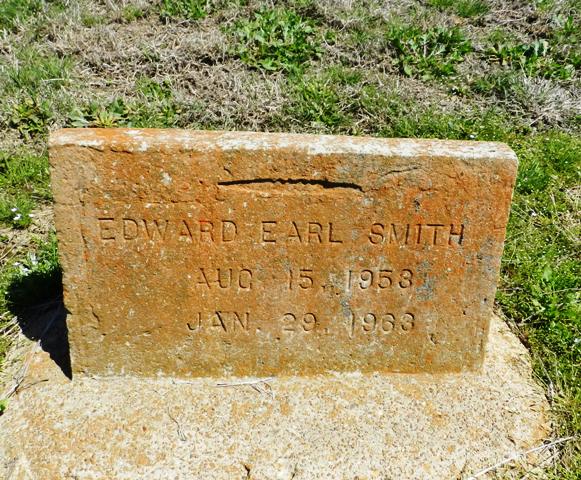 EDWARD EARL SMITH
AUG 15, 1953
JAN. 29, 1963